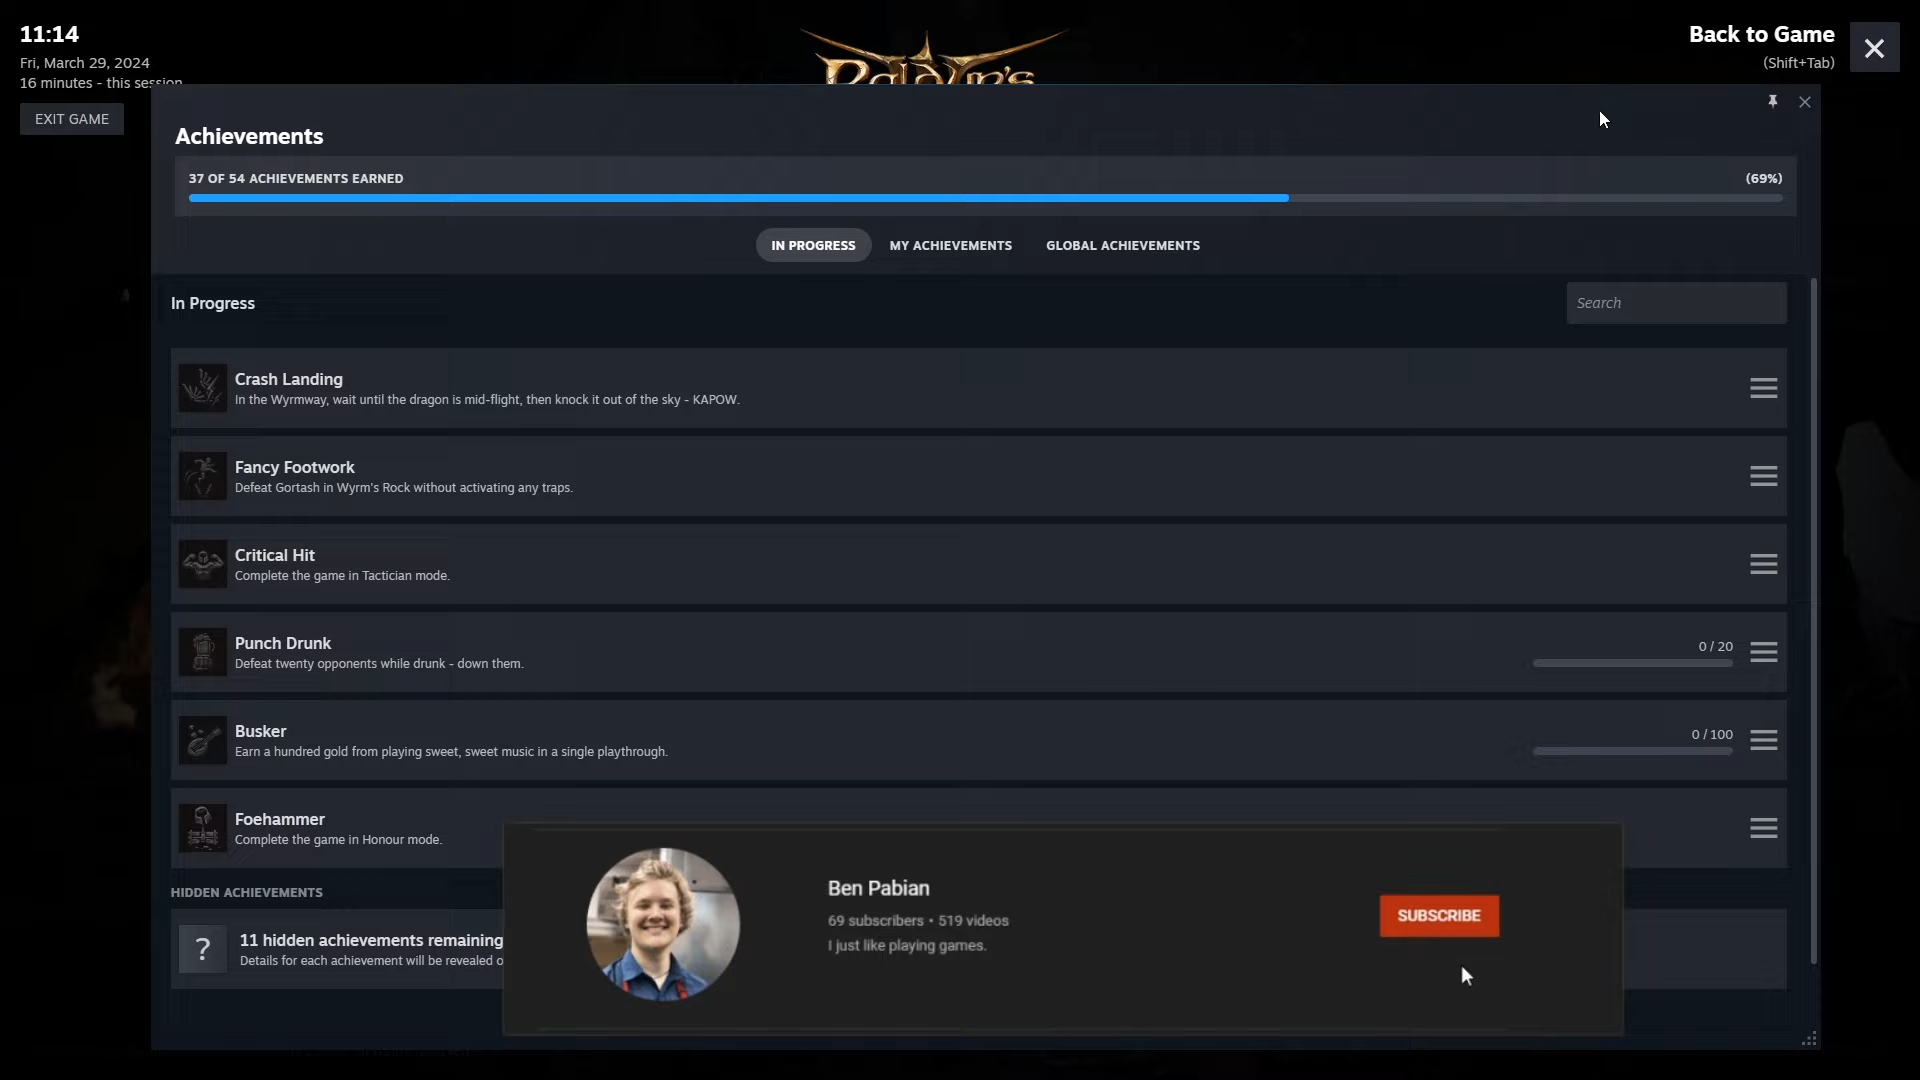 11:14
Fri, March 29, 2024
16 minutes - this session
EXIT GAME
Baldur's
Back to Game
(Shift+Tab)
Achievements
37 OF 54 ACHIEVEMENTS EARNED
(69%)
IN PROGRESS
MY ACHIEVEMENTS
GLOBAL ACHIEVEMENTS
In Progress
Search
Crash Landing
In the Wyrmway, wait until the dragon is mid-flight, then knock it out of the sky - KAPOW.
Fancy Footwork
Defeat Gortash in Wyrm's Rock without activating any traps.
Critical Hit
Complete the game in Tactician mode.
Punch Drunk
Defeat twenty opponents while drunk - down them.
0 / 20
Busker
Earn a hundred gold from playing sweet, sweet music in a single playthrough.
0 / 100
Foehammer
Complete the game in Honour mode.
HIDDEN ACHIEVEMENTS
?
11 hidden achievements remaining
Details for each achievement will be revealed o
Ben Pabian
69 subscribers • 519 videos
I just like playing games.
SUBSCRIBE